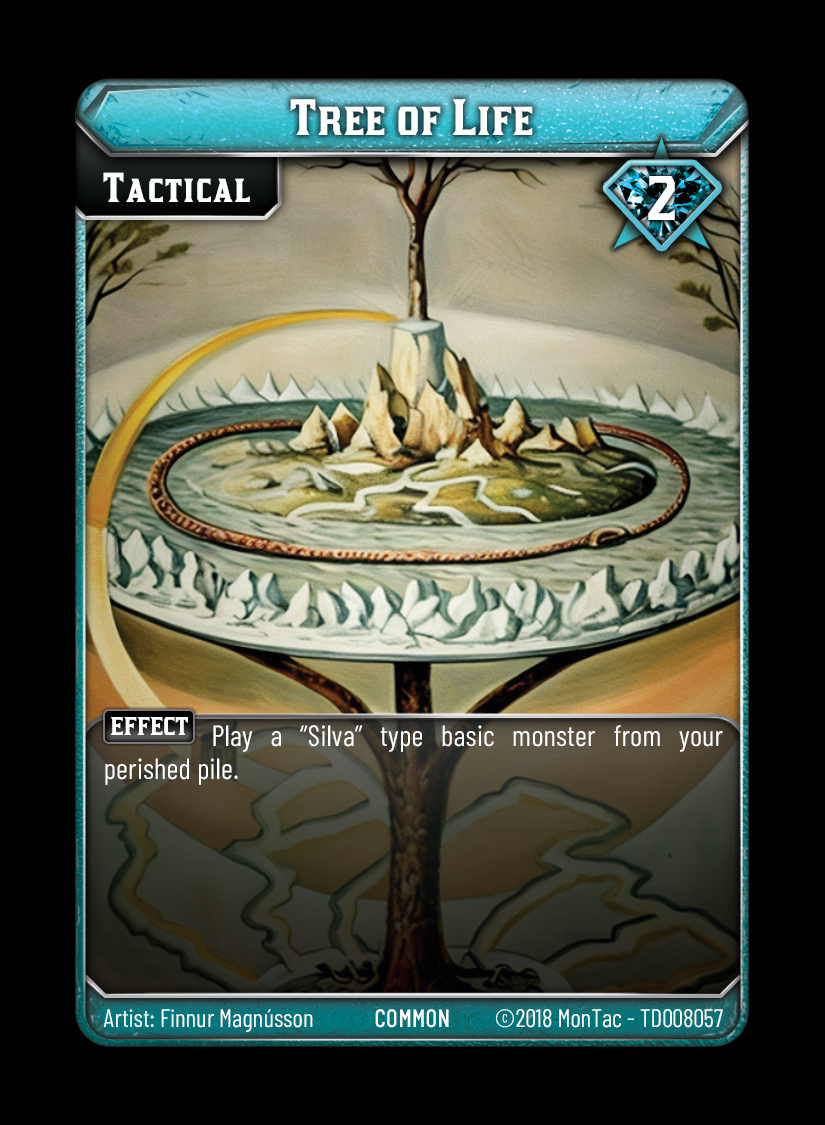 Tree of Life
Tactical
2
EFFECT Play a “Silva” type basic monster from your
perished pile.
Artist: Finnur Magnússon COMMON ©2018 MonTac - TD008057